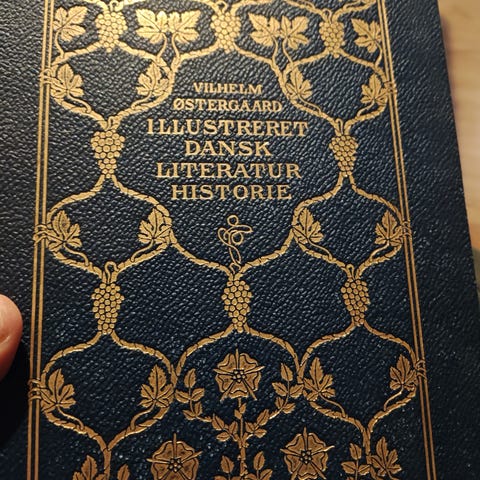 VILHELM
ØSTERGAARD
ILLUSTRERET
DANSK
LITERATUR
HISTORIE